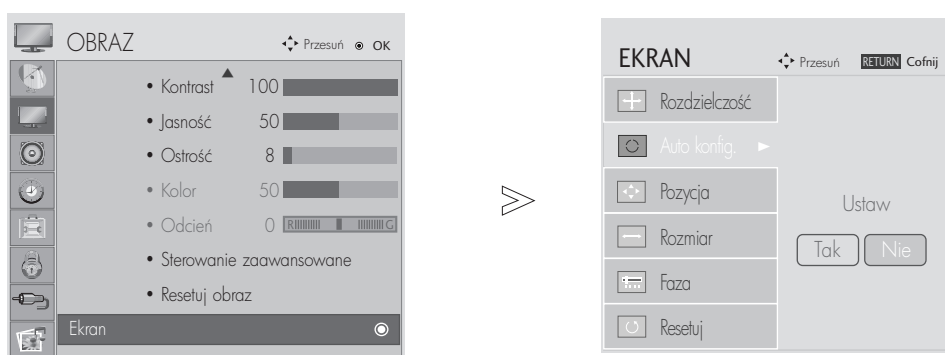 OBRAZ Przesuń OK
• Kontrast 100
• Jasność 50
• Ostrość 8
• Kolor 50
• Odcień 0 R G
• Sterowanie zaawansowane
• Resetuj obraz
Ekran
EKRAN Przesuń RETURN Cofnij
Rozdzielczość
Auto konfig.
Pozycja
Rozmiar
Faza
Resetuj
Ustaw
Tak Nie